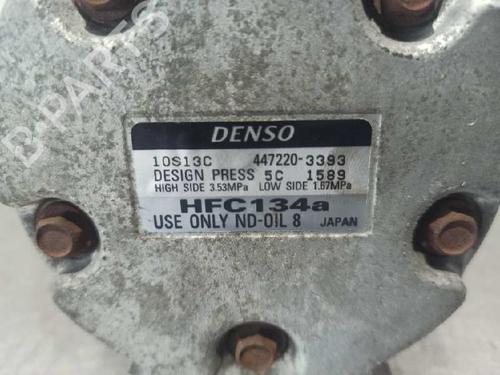 B-PARTS
DENSO
10S13C 447220-3393
DESIGN PRESS 5C 1589
HIGH SIDE 3.53MPa LOW SIDE 1.67MPa
HFC134a
USE ONLY ND-OIL 8 JAPAN